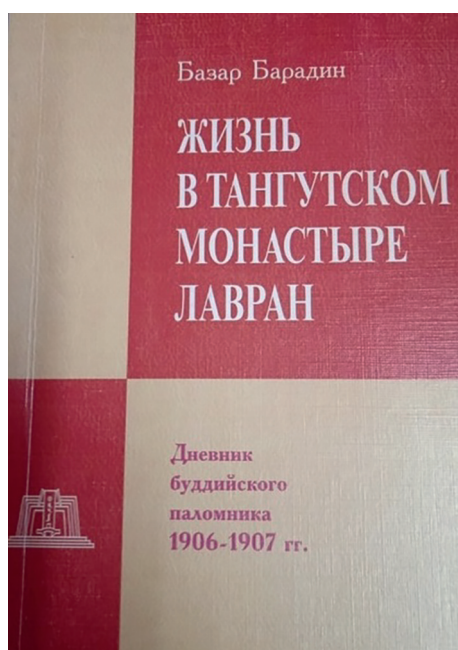 Базар Барадин
ЖИЗНЬ
В ТАНГУТСКОМ
МОНАСТЫРЕ
ЛАВРАН
Дневник
буддийского
паломника
1906-1907 гг.